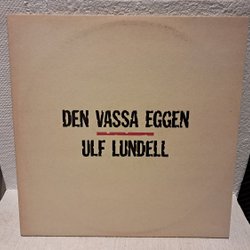 DEN VASSA EGGEN
ULF LUNDELL